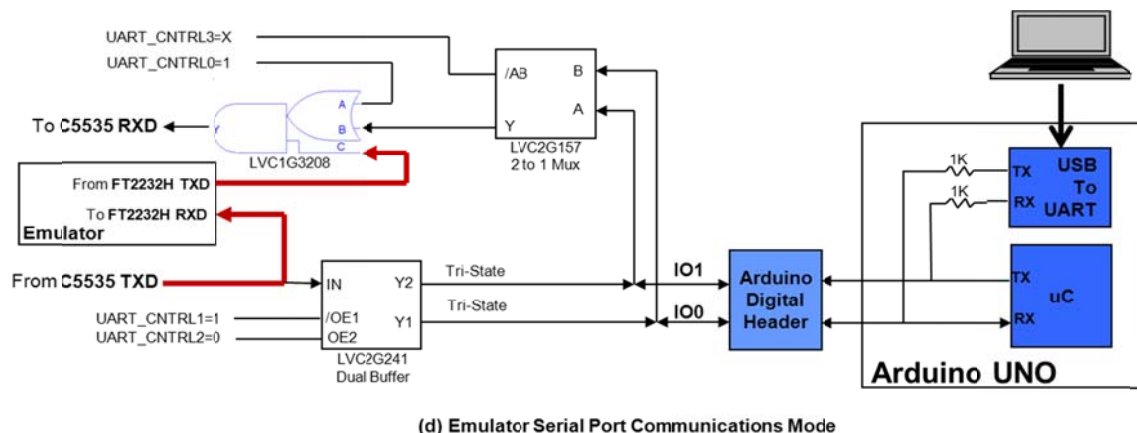 UART_CNTRL3=X
UART_CNTRL0=1
/AB
B
A
Y
LVC2G157
2 to 1 Mux
A
B
C
Y
LVC1G3208
To C5535 RXD
From FT2232H TXD
To FT2232H RXD
Emulator
From C5535 TXD
UART_CNTRL1=1
UART_CNTRL2=0
IN
/OE1
OE2
Y2
Y1
LVC2G241
Dual Buffer
Tri-State
Tri-State
IO1
IO0
Arduino
Digital
Header
1K
1K
TX
RX
USB
To
UART
TX
RX
uC
Arduino UNO
(d) Emulator Serial Port Communications Mode